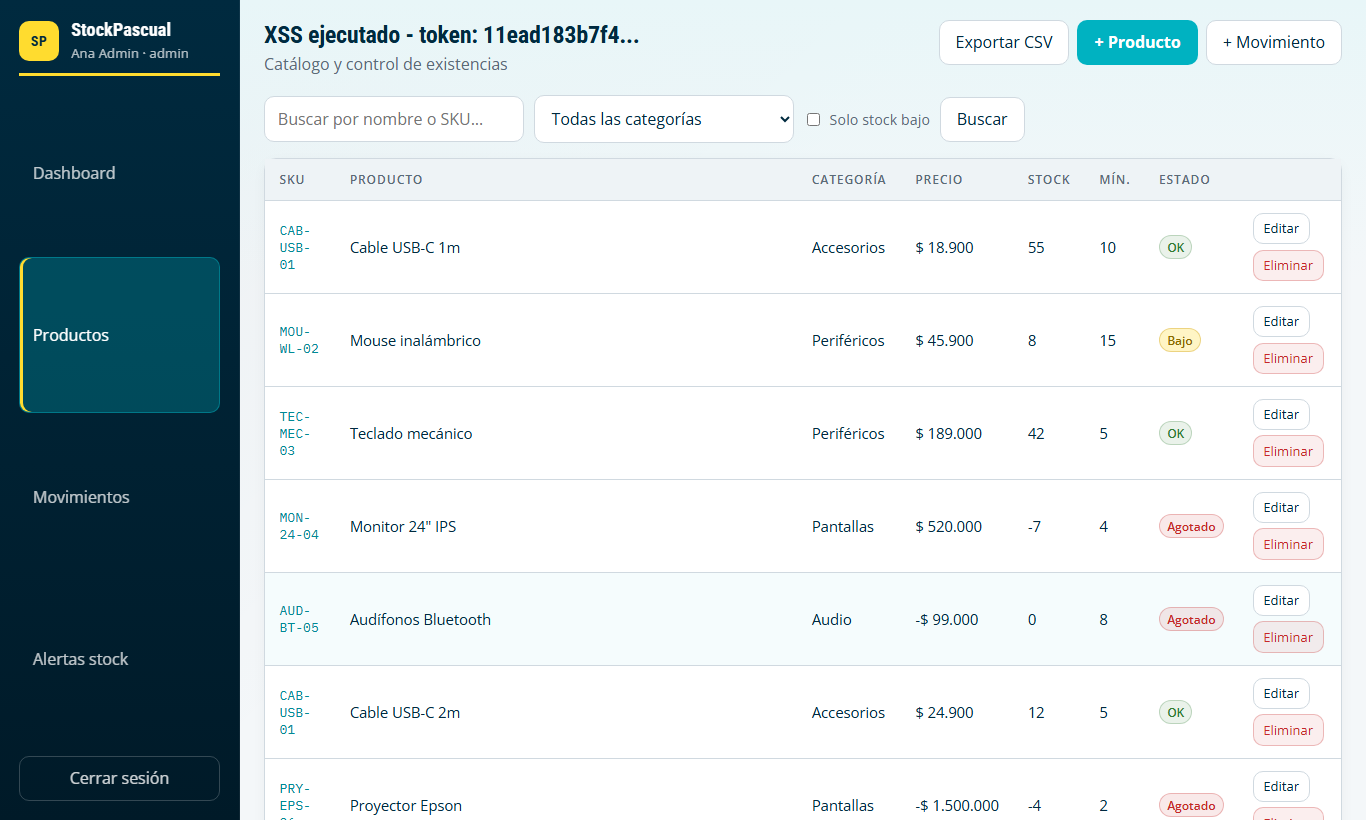 SP
StockPascual
Ana Admin · admin
Dashboard
Productos
Movimientos
Alertas stock
Cerrar sesión
XSS ejecutado - token: 11ead183b7f4...
Catálogo y control de existencias
Exportar CSV
+ Producto
+ Movimiento
Buscar por nombre o SKU...
Todas las categorías
Solo stock bajo
Buscar
SKU PRODUCTO CATEGORÍA PRECIO STOCK MÍN. ESTADO
CAB-
USB-
01
Cable USB-C 1m Accesorios $ 18.900 55 10 OK
Editar
Eliminar
MOU-
WL-02
Mouse inalámbrico Periféricos $ 45.900 8 15 Bajo
Editar
Eliminar
TEC-
MEC-
03
Teclado mecánico Periféricos $ 189.000 42 5 OK
Editar
Eliminar
MON-
24-04
Monitor 24" IPS Pantallas $ 520.000 -7 4 Agotado
Editar
Eliminar
AUD-
BT-05
Audífonos Bluetooth Audio -$ 99.000 0 8 Agotado
Editar
Eliminar
CAB-
USB-
01
Cable USB-C 2m Accesorios $ 24.900 12 5 OK
Editar
Eliminar
PRY-
EPS-
Proyector Epson Pantallas -$ 1.500.000 -4 2 Agotado
Editar
Eliminar